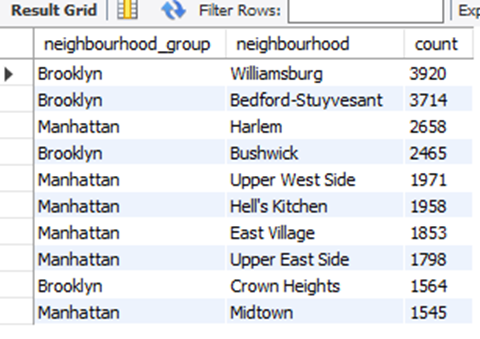 Result Grid Filter Rows: Exp
neighbourhood_group neighbourhood count
Brooklyn Williamsburg 3920
Brooklyn Bedford-Stuyvesant 3714
Manhattan Harlem 2658
Brooklyn Bushwick 2465
Manhattan Upper West Side 1971
Manhattan Hell's Kitchen 1958
Manhattan East Village 1853
Manhattan Upper East Side 1798
Brooklyn Crown Heights 1564
Manhattan Midtown 1545